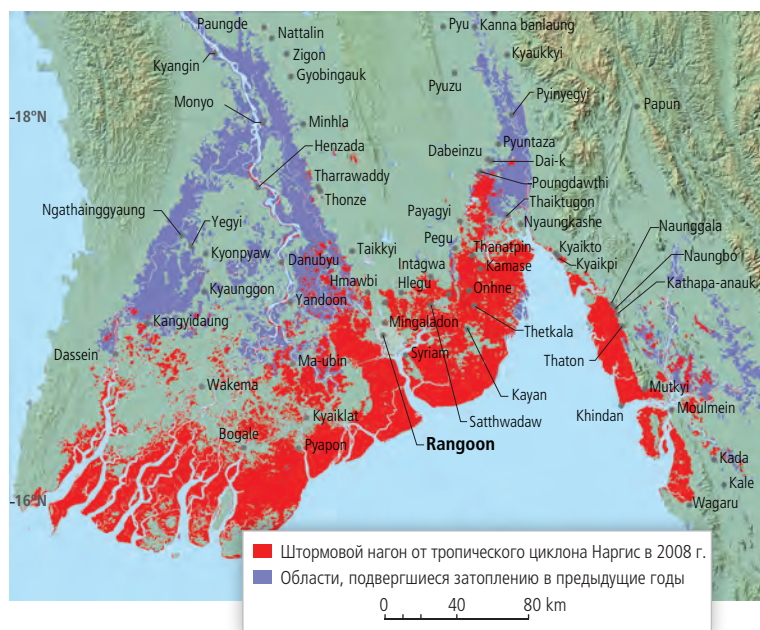 Paungde
Nattalin
Pyu
Kanna banlaung
Kyangin
Zigon
Kyaukkyi
Gyobingauk
Pyuzu
Monyo
Pyinyegyi
Papun
-18°N
Minhla
Henzada
Pyuntaza
Dabeinzu
Dai-k
Tharrawaddy
Poungdawthi
Thonze
Thaiktugon
Ngathainggyaung
Yegyi
Payagyi
Nyaungkashe
Naunggala
Kyonpyaw
Taikkyi
Pegu
Thanatpin
Kyaikto
Naungbo
Danubyu
Intagwa
Kamase
Kyaikpi
Kathapa-anauk
Kyaunggon
Hmawbi
Hlegu
Onhne
Yandoon
Kangyidaung
Mingaladon
Thetkala
Dassein
Ma-ubin
Syriam
Thaton
Wakema
Kayan
Mutkyi
Kyaiklat
Satthwadaw
Khindan
Moulmein
Bogale
Pyapon
Rangoon
Kada
Kale
-16°N
Wagaru
Штормовой нагон от тропического циклона Наргис в 2008 г.
Области, подвергшиеся затоплению в предыдущие годы
0 40 80 km